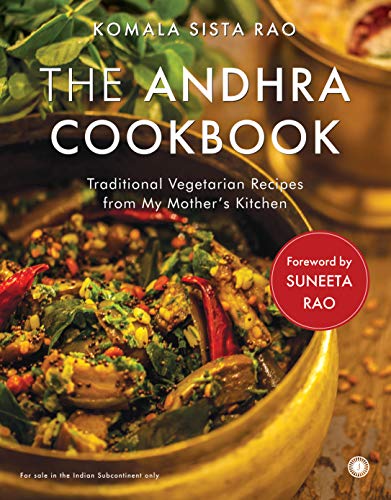 KOMALA SISTA RAO
THE ANDHRA
COOKBOOK
Traditional Vegetarian Recipes
from My Mother's Kitchen
Foreword by
SUNEETA
RAO
For sale in the Indian Subcontinent only